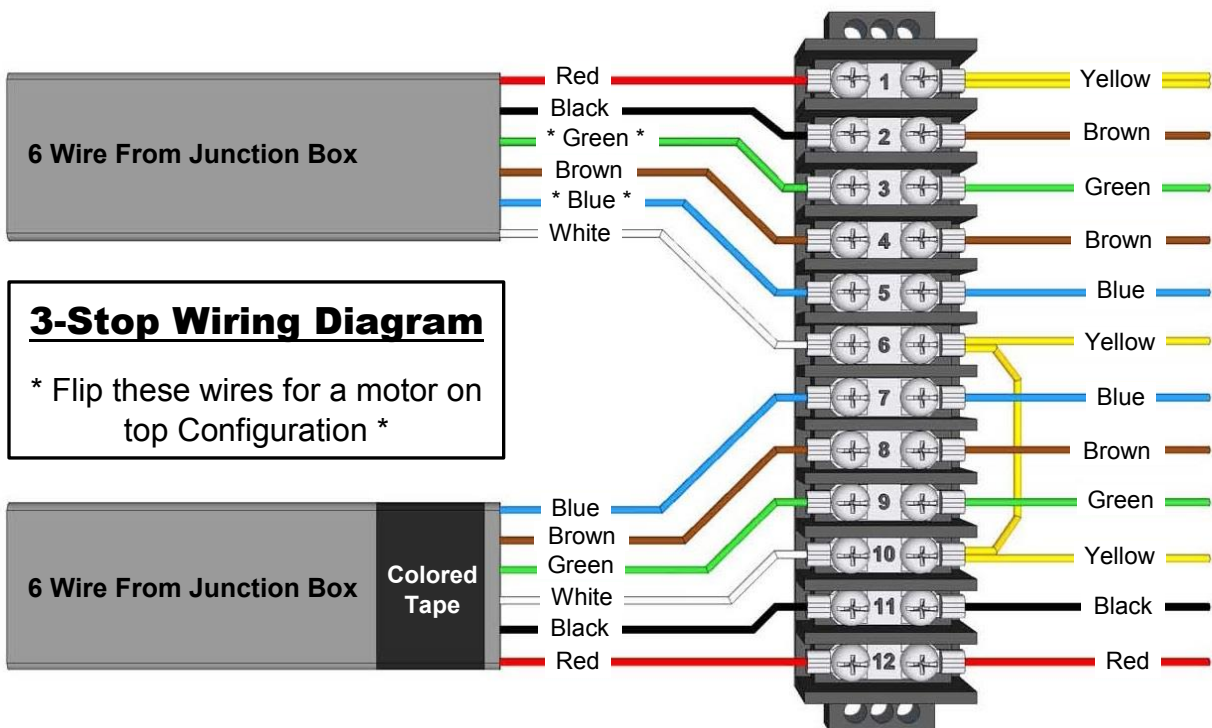 Red
Black
* Green *
Brown
* Blue *
White
6 Wire From Junction Box
3-Stop Wiring Diagram
* Flip these wires for a motor on
top Configuration *
6 Wire From Junction Box
Colored
Tape
Blue
Brown
Green
White
Black
Red
1
2
3
4
5
6
7
8
9
10
11
12
Yellow
Brown
Green
Brown
Blue
Yellow
Blue
Brown
Green
Yellow
Black
Red